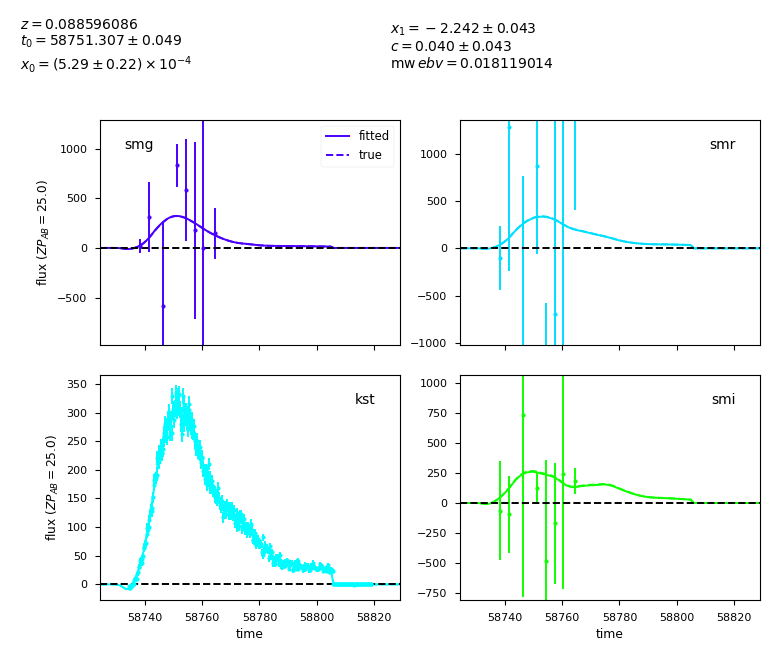 z = 0.088596086
t₀ = 58751.307 ± 0.049
x₀ = (5.29 ± 0.22) × 10⁻⁴
x₁ = −2.242 ± 0.043
c = 0.040 ± 0.043
mw ebv = 0.018119014
smg
fitted
true
1000
500
0
−500
flux (ZP_AB = 25.0)
smr
1000
500
0
−500
−1000
kst
350
300
250
200
150
100
50
0
flux (ZP_AB = 25.0)
58740 58760 58780 58800 58820
time
smi
1000
750
500
250
0
−250
−500
−750
58740 58760 58780 58800 58820
time